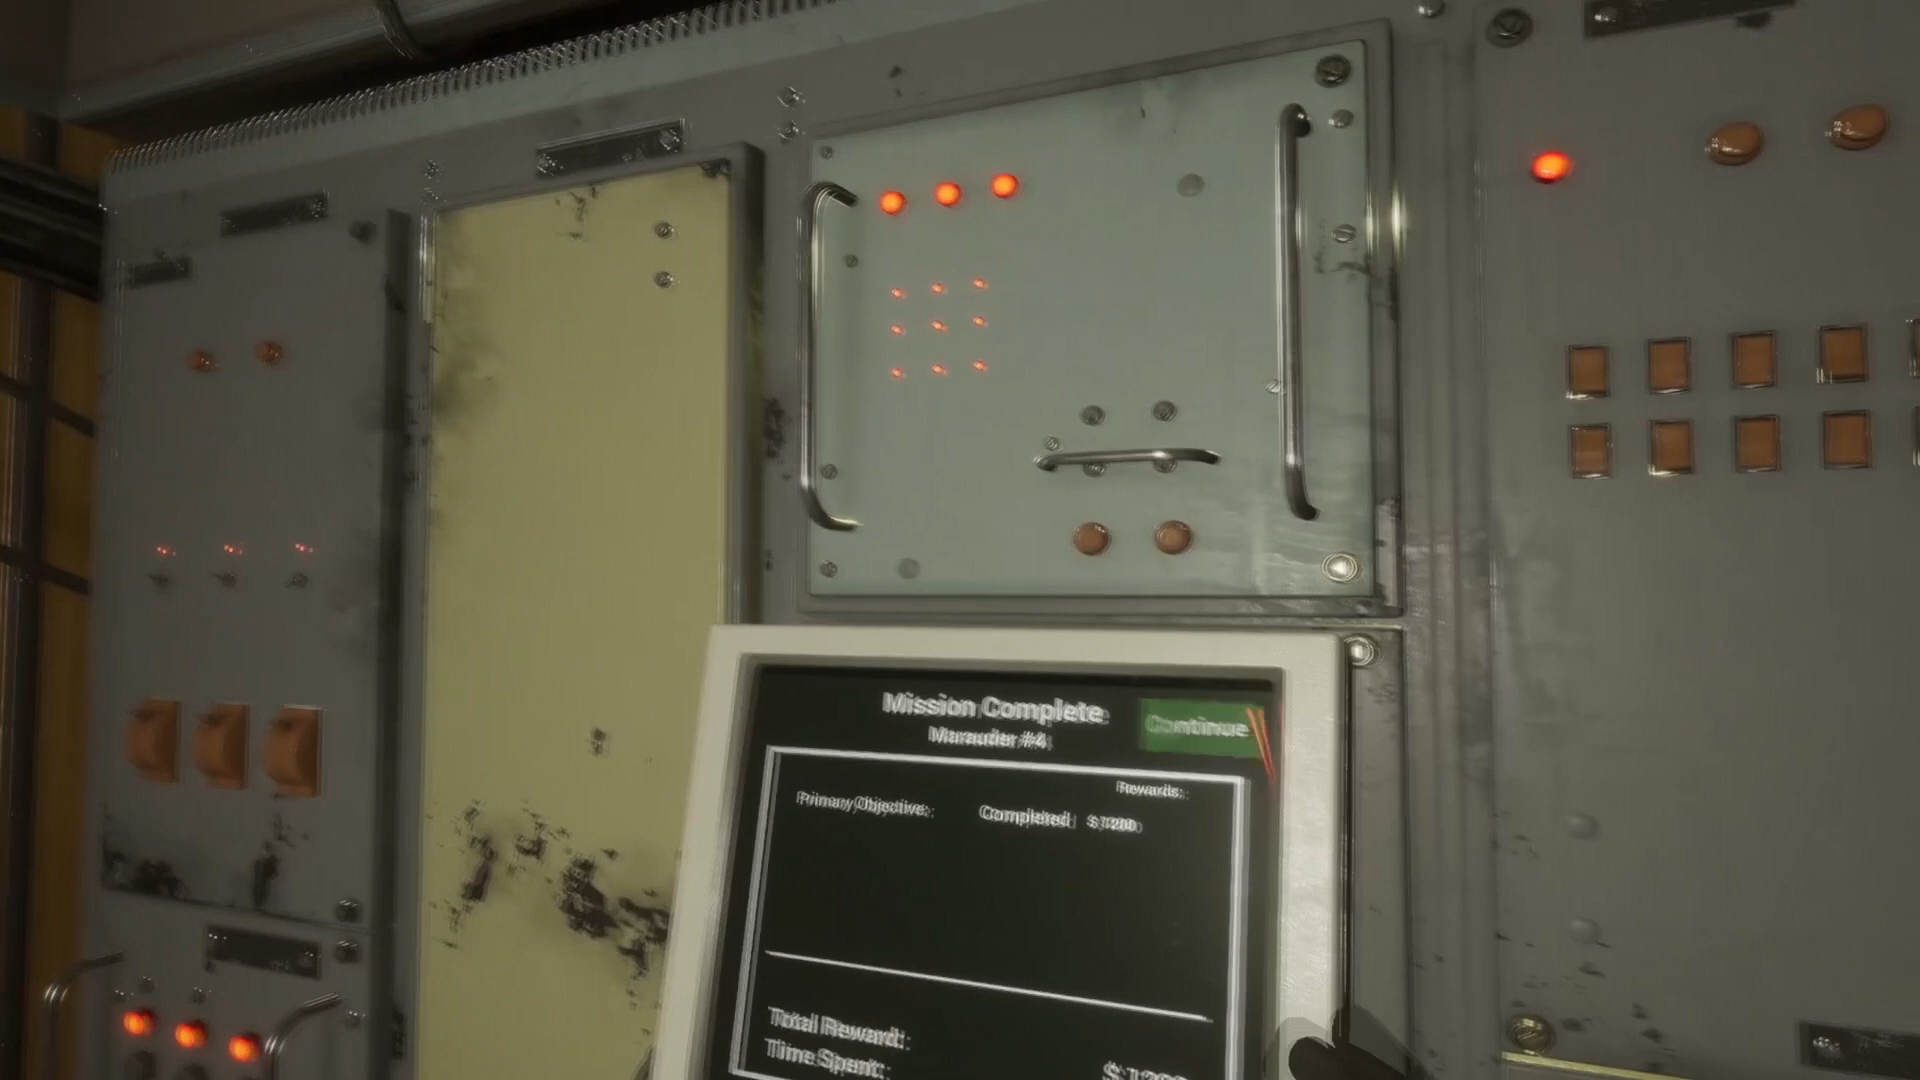 Mission Complete
Continue
Marauder #4
Rewards:
Primary Objective: Completed
Total Reward:
Time Spent: